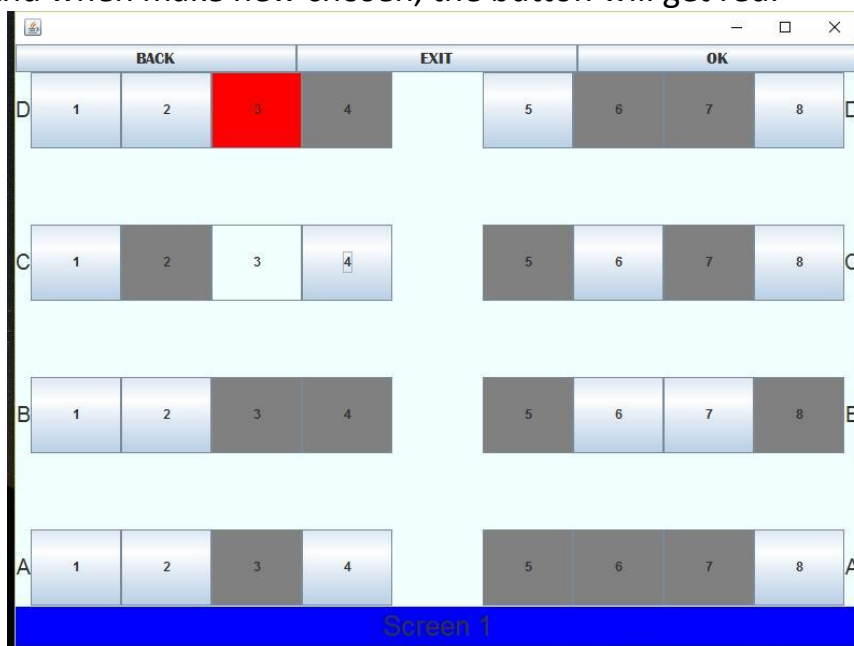 and when make new chosen, the button will get red.
BACK EXIT OK
D 1 2 3 4 5 6 7 8 D
C 1 2 3 4 5 6 7 8 C
B 1 2 3 4 5 6 7 8 B
A 1 2 3 4 5 6 7 8 A
Screen 1